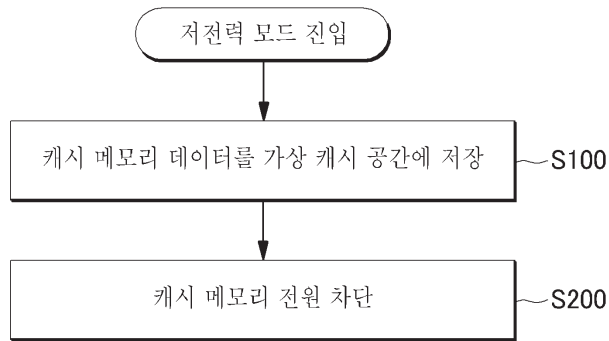 저전력 모드 진입
캐시 메모리 데이터를 가상 캐시 공간에 저장
S100
캐시 메모리 전원 차단
S200